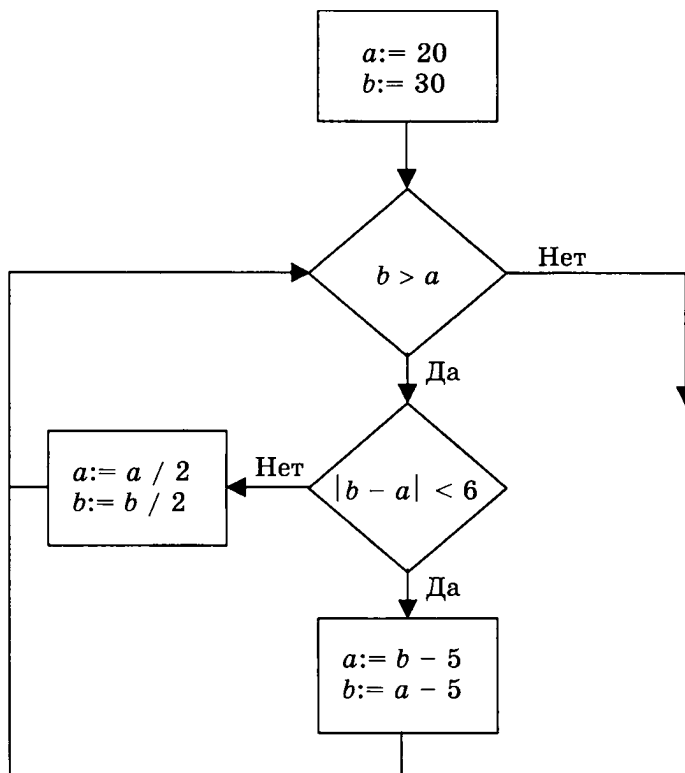 a:= 20
b:= 30
b > a
Нет
Да
a:= a / 2
b:= b / 2
Нет
|b − a| < 6
Да
a:= b − 5
b:= a − 5